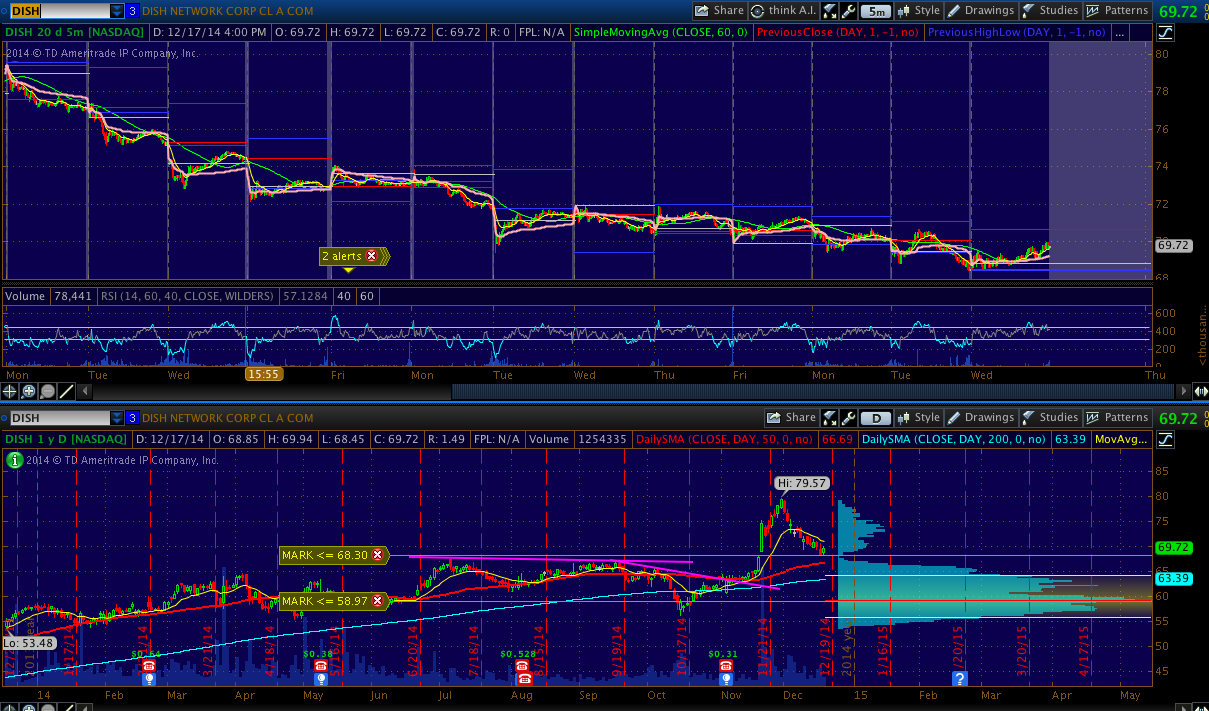 DISH 3 DISH NETWORK CORP CL A COM Share think A.I. 5m Style Drawings Studies Patterns 69.72
DISH 20 d 5m [NASDAQ] D: 12/17/14 4:00 PM O: 69.72 H: 69.72 L: 69.72 C: 69.72 R: 0 FPL: N/A SimpleMovingAvg (CLOSE, 60, 0) PreviousClose (DAY, 1, -1, no) PreviousHighLow (DAY, 1, -1, no) ...
2014 © TD Ameritrade IP Company, Inc.
80
78
76
74
72
2 alerts
69.72
68
Volume 78,441 RSI (14, 60, 40, CLOSE, WILDERS) 57.1284 40 60
600
400
200
<thousan...
Mon Tue Wed 15:55 Fri Mon Tue Wed Thu Fri Mon Tue Wed Thu
DISH 3 DISH NETWORK CORP CL A COM Share D Style Drawings Studies Patterns 69.72
DISH 1 y D [NASDAQ] D: 12/17/14 O: 68.85 H: 69.94 L: 68.45 C: 69.72 R: 1.49 FPL: N/A Volume 1254335 DailySMA (CLOSE, DAY, 50, 0, no) 66.69 DailySMA (CLOSE, DAY, 200, 0, no) 63.39 MovAvg...
2014 © TD Ameritrade IP Company, Inc.
85
Hi: 79.57
80
75
69.72
MARK <= 68.30
65
63.39
MARK <= 58.97
60
55
Lo: 53.48
50
45
1/17/14 3/21/14 4/18/14 7/18/14 8/15/14 9/19/14 10/17/14 11/21/14 12/19/14 2014 year 1/16/15 3/20/15 4/17/15
$0.38 $0.528 $0.31
14 Feb Mar Apr May Jun Jul Aug Sep Oct Nov Dec 15 Feb Mar Apr May